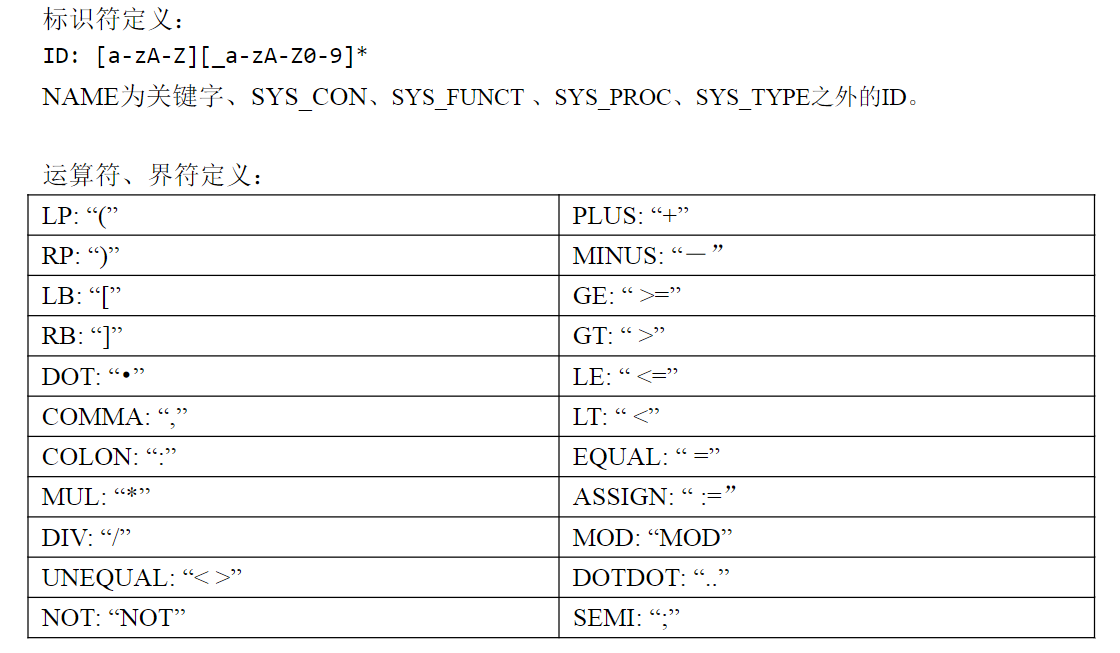 标识符定义：
ID: [a-zA-Z][_a-zA-Z0-9]*
NAME为关键字、SYS_CON、SYS_FUNCT 、SYS_PROC、SYS_TYPE之外的ID。
运算符、界符定义：
LP: “(”
PLUS: “+”
RP: “)”
MINUS: “－”
LB: “[”
GE: “ >=”
RB: “]”
GT: “ >”
DOT: “•”
LE: “ <=”
COMMA: “,”
LT: “ <”
COLON: “:”
EQUAL: “ =”
MUL: “*”
ASSIGN: “ :=”
DIV: “/”
MOD: “MOD”
UNEQUAL: “< >”
DOTDOT: “..”
NOT: “NOT”
SEMI: “;”